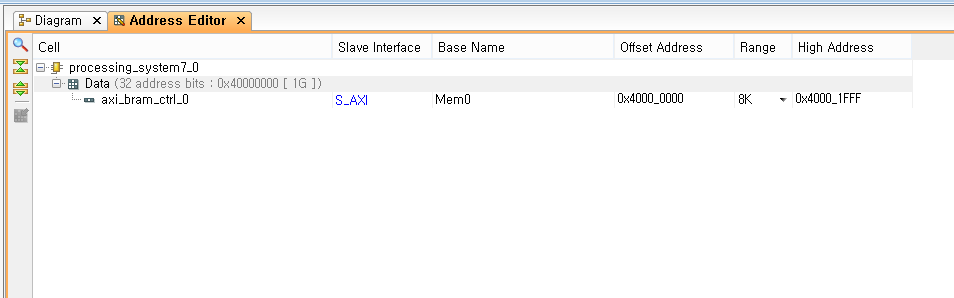 Diagram × Address Editor ×
Cell Slave Interface Base Name Offset Address Range High Address
processing_system7_0
Data (32 address bits : 0x40000000 [ 1G ])
axi_bram_ctrl_0 S_AXI Mem0 0x4000_0000 8K 0x4000_1FFF